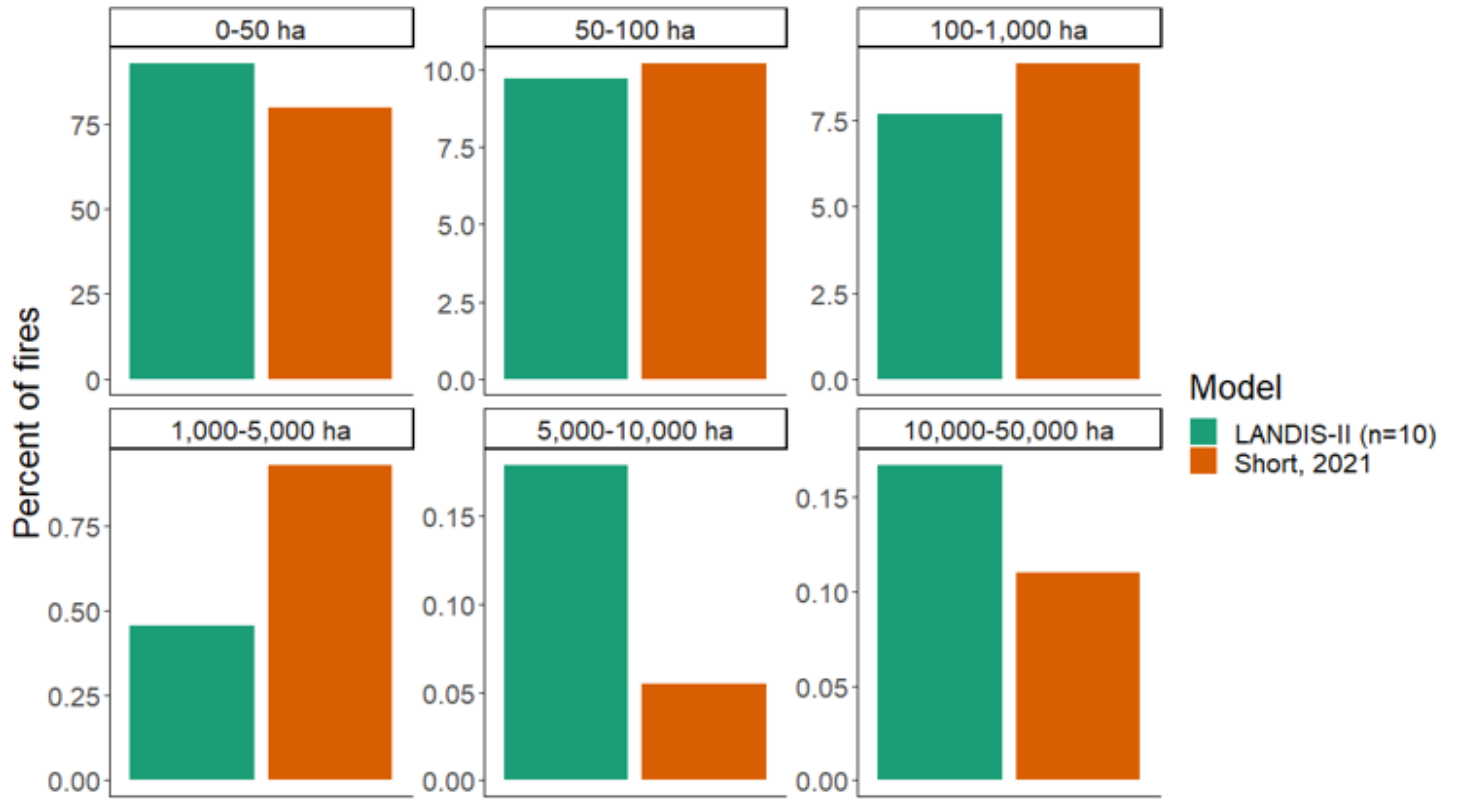 0-50 ha
50-100 ha
100-1,000 ha
75
50
25
0
10.0
7.5
5.0
2.5
0.0
7.5
5.0
2.5
0.0
Percent of fires
1,000-5,000 ha
5,000-10,000 ha
10,000-50,000 ha
0.75
0.50
0.25
0.00
0.15
0.10
0.05
0.00
0.15
0.10
0.05
0.00
Model
LANDIS-II (n=10)
Short, 2021